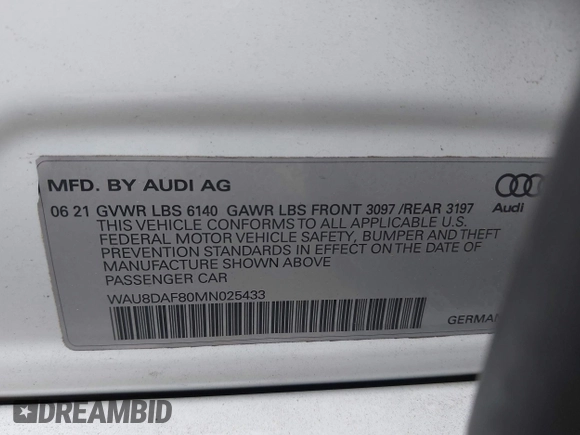 MFD. BY AUDI AG
06 21 GVWR LBS 6140 GAWR LBS FRONT 3097 /REAR 3197
Audi
THIS VEHICLE CONFORMS TO ALL APPLICABLE U.S.
FEDERAL MOTOR VEHICLE SAFETY, BUMPER AND THEFT
PREVENTION STANDARDS IN EFFECT ON THE DATE OF
MANUFACTURE SHOWN ABOVE
PASSENGER CAR
WAU8DAF80MN025433
GERMAN
DREAMBID